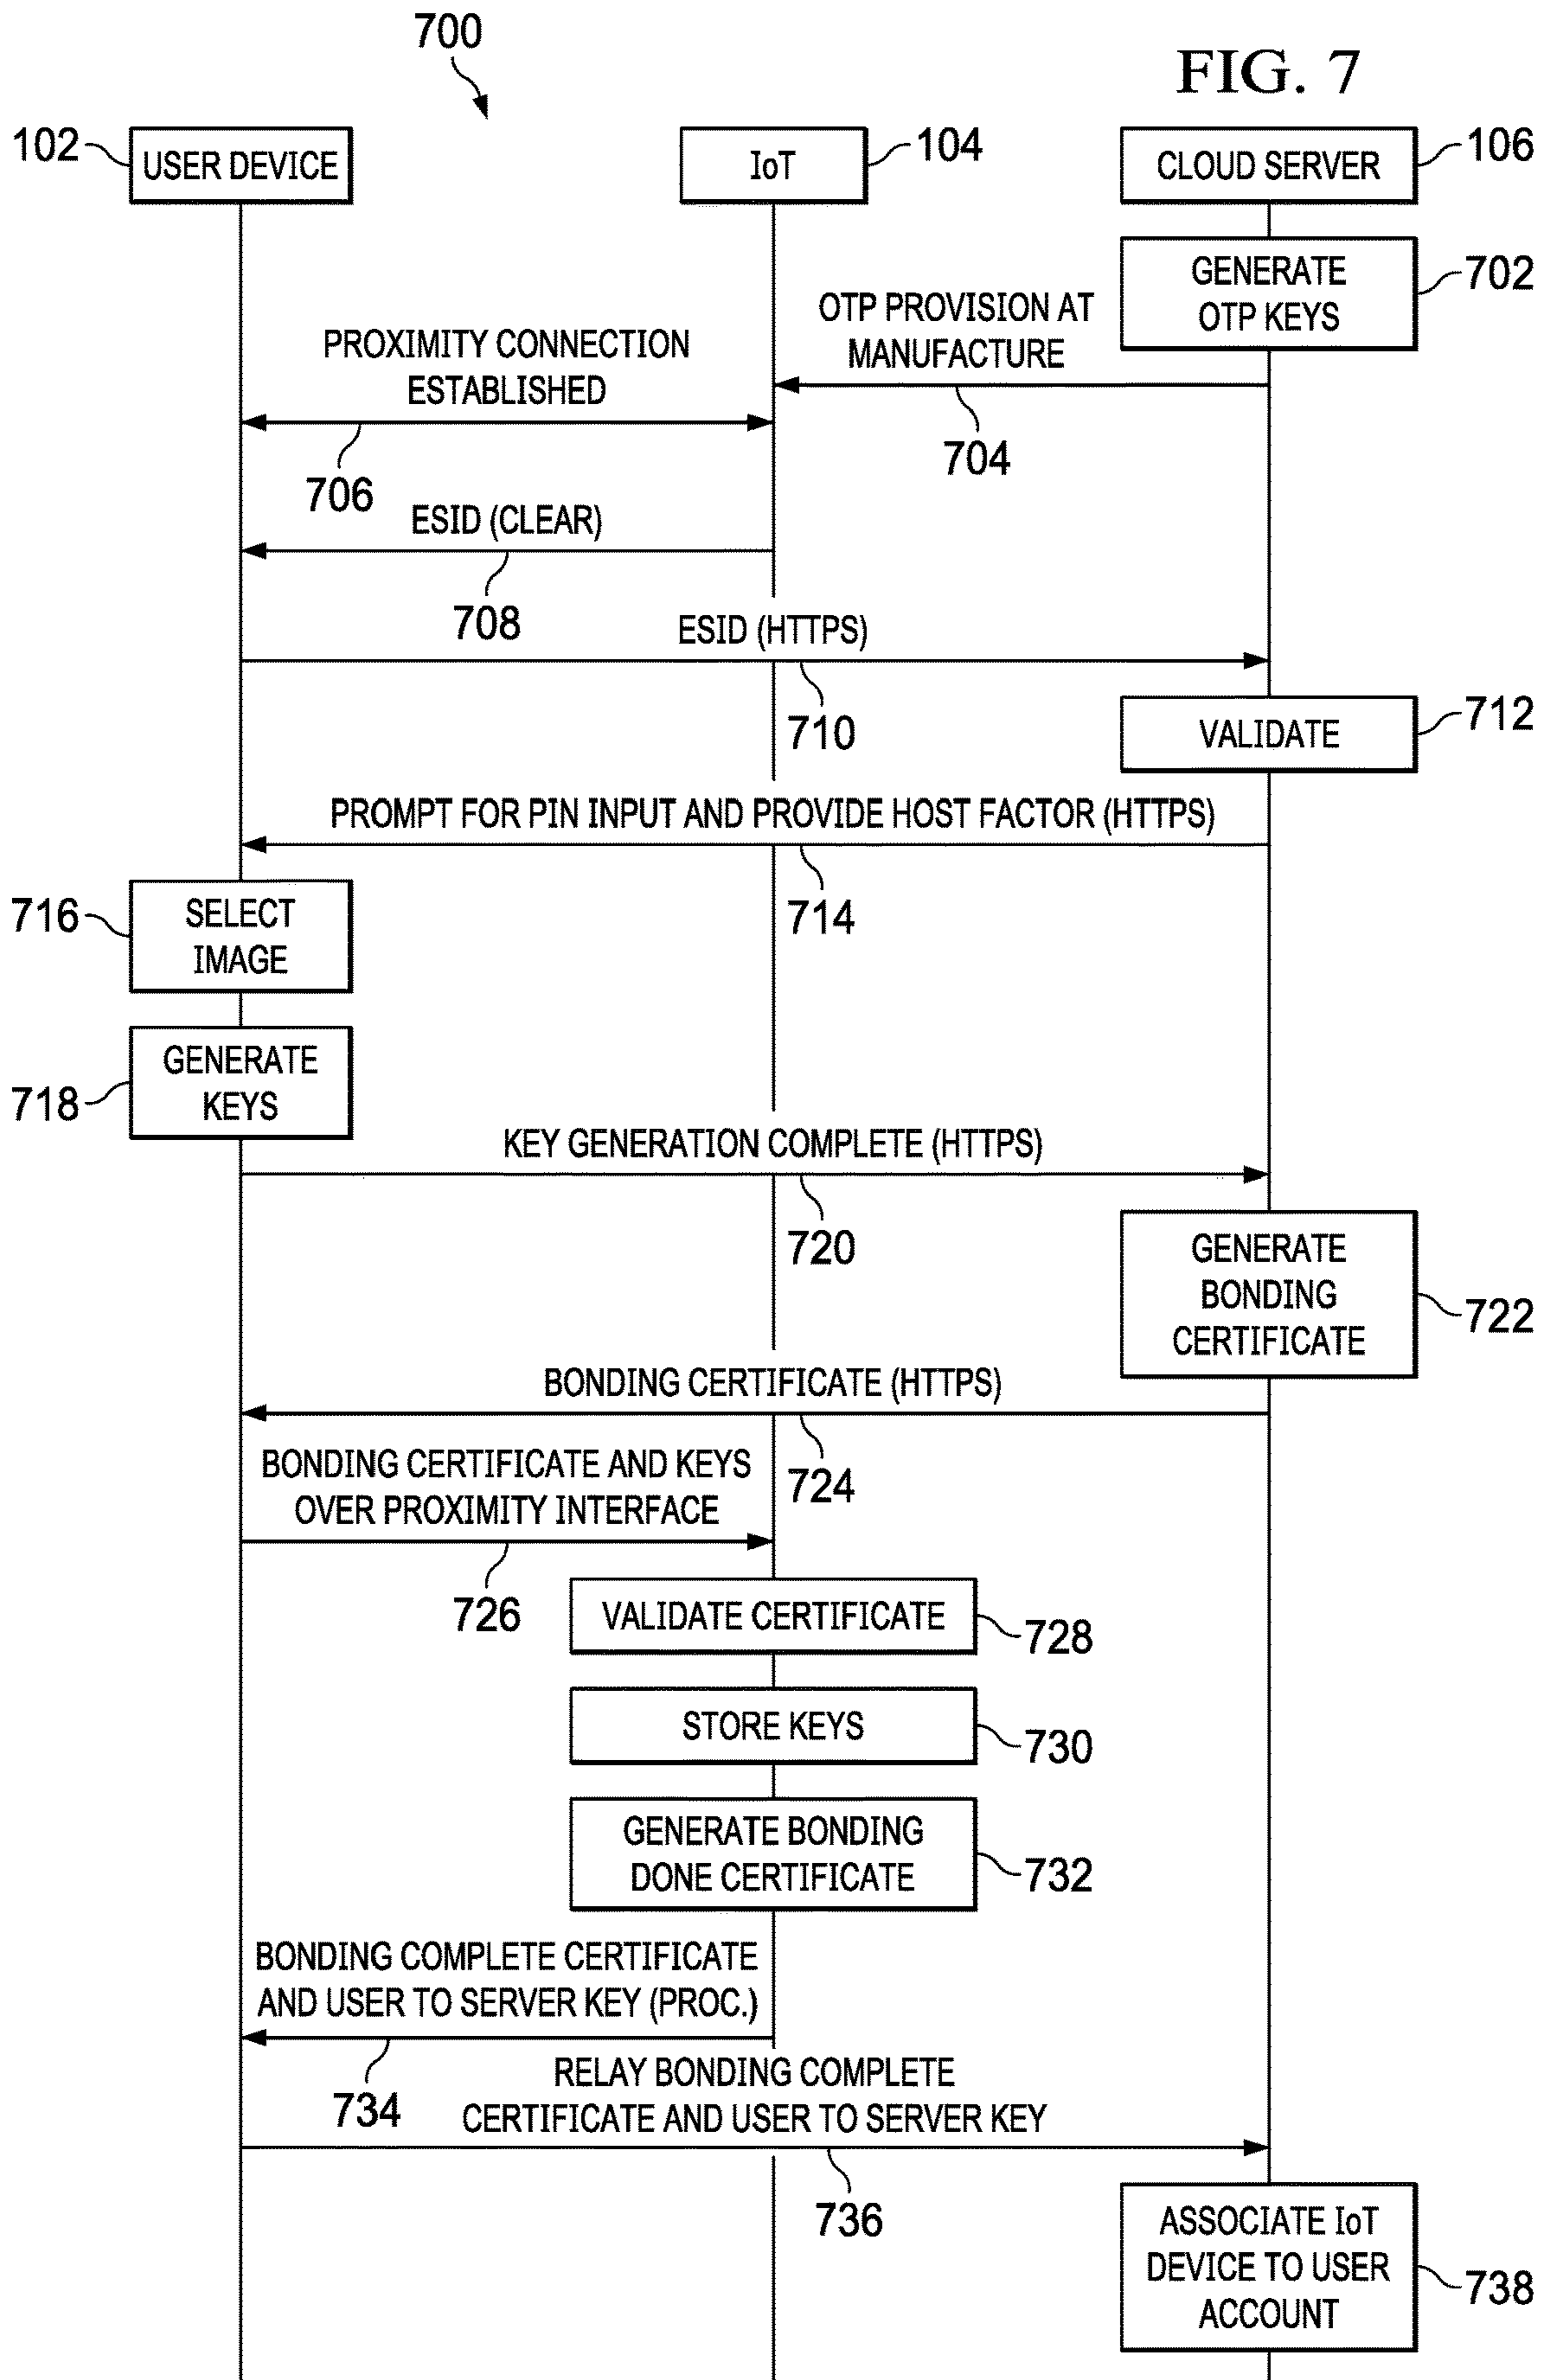 700
FIG. 7
102
USER DEVICE
IoT
104
CLOUD SERVER
106
GENERATE
OTP KEYS
702
OTP PROVISION AT
MANUFACTURE
704
PROXIMITY CONNECTION
ESTABLISHED
706
ESID (CLEAR)
708
ESID (HTTPS)
710
VALIDATE
712
PROMPT FOR PIN INPUT AND PROVIDE HOST FACTOR (HTTPS)
714
716
SELECT
IMAGE
718
GENERATE
KEYS
KEY GENERATION COMPLETE (HTTPS)
720
GENERATE
BONDING
CERTIFICATE
722
BONDING CERTIFICATE (HTTPS)
724
BONDING CERTIFICATE AND KEYS
OVER PROXIMITY INTERFACE
726
VALIDATE CERTIFICATE
728
STORE KEYS
730
GENERATE BONDING
DONE CERTIFICATE
732
BONDING COMPLETE CERTIFICATE
AND USER TO SERVER KEY (PROC.)
734
RELAY BONDING COMPLETE
CERTIFICATE AND USER TO SERVER KEY
736
ASSOCIATE IoT
DEVICE TO USER
ACCOUNT
738